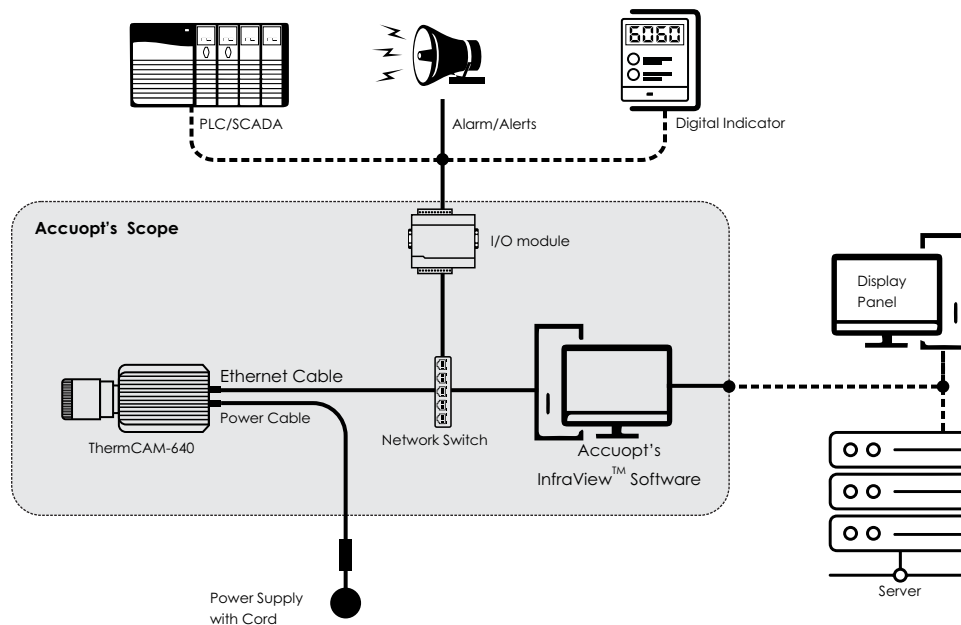 6060
PLC/SCADA
Alarm/Alerts
Digital Indicator
Accuopt's Scope
I/O module
Display
Panel
Ethernet Cable
Power Cable
Network Switch
ThermCAM-640
Accuopt's
InfraView™ Software
Power Supply
with Cord
Server